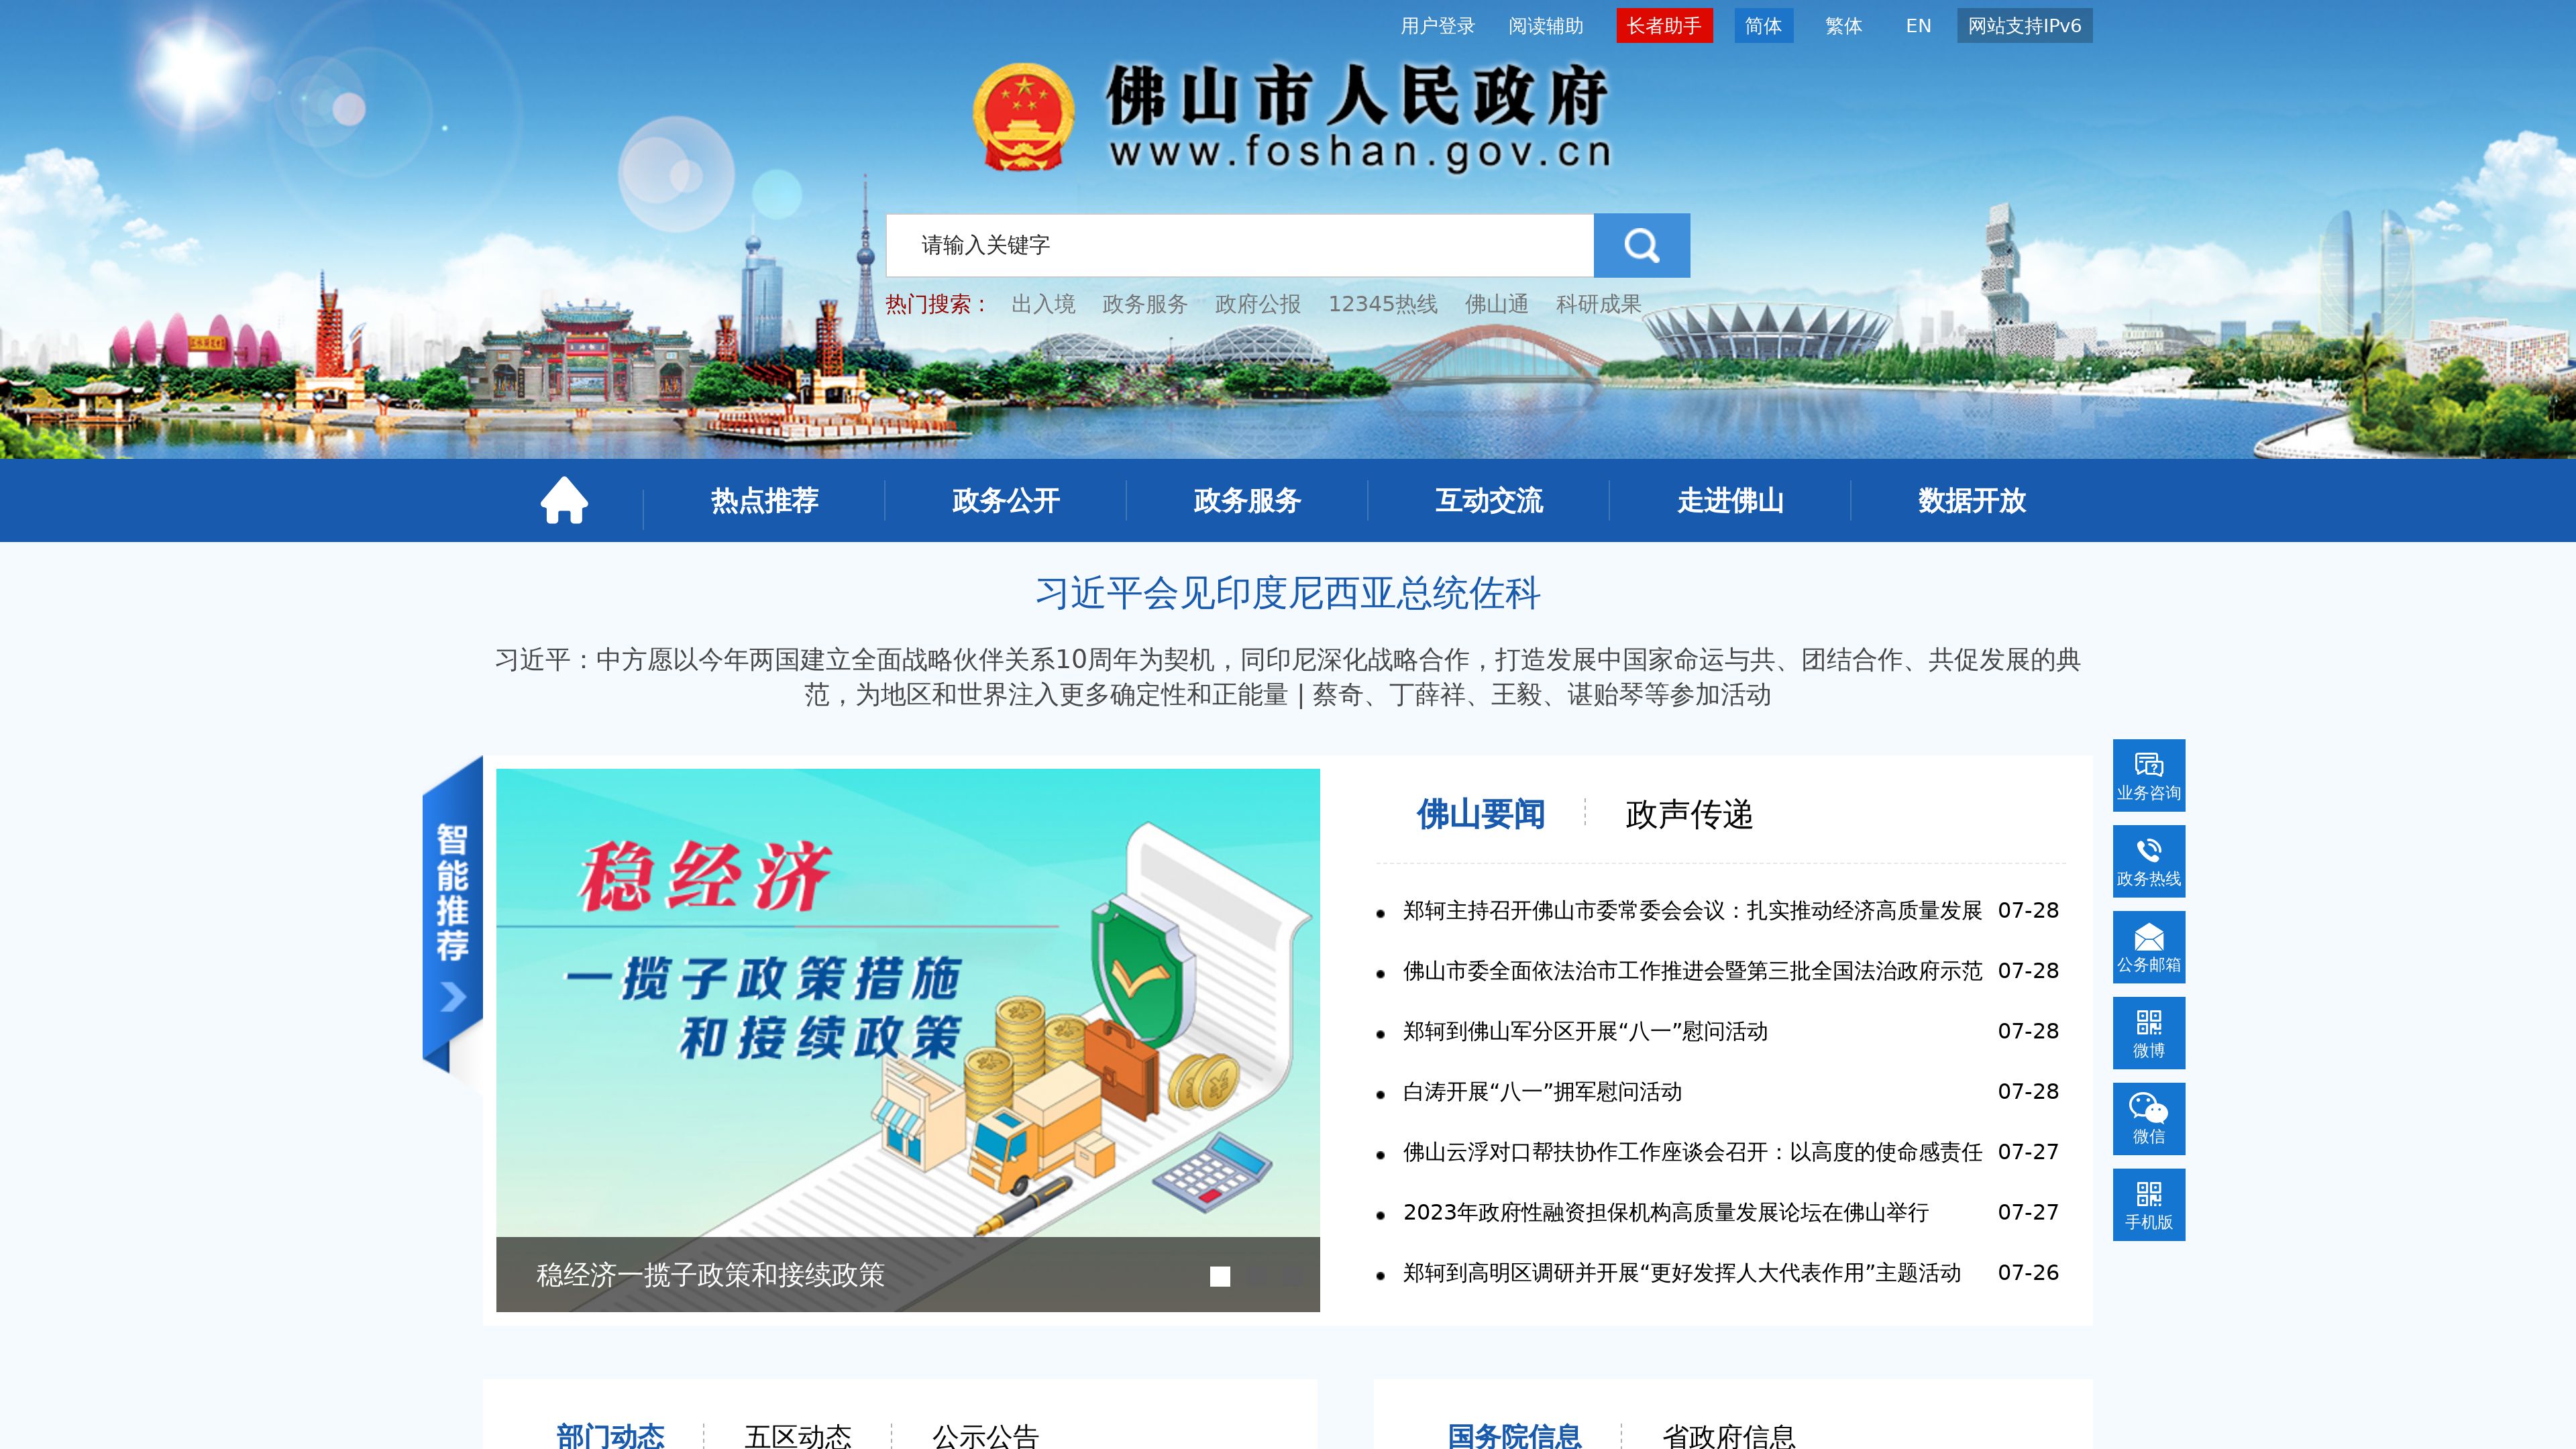 用户登录 阅读辅助 长者助手 简体 繁体 EN 网站支持IPv6
佛山市人民政府
www.foshan.gov.cn
请输入关键字
热门搜索： 出入境 政务服务 政府公报 12345热线 佛山通 科研成果
热点推荐 政务公开 政务服务 互动交流 走进佛山 数据开放
习近平会见印度尼西亚总统佐科
习近平：中方愿以今年两国建立全面战略伙伴关系10周年为契机，同印尼深化战略合作，打造发展中国家命运与共、团结合作、共促发展的典
范，为地区和世界注入更多确定性和正能量 | 蔡奇、丁薛祥、王毅、谌贻琴等参加活动
智能推荐
稳经济
一揽子政策措施
和接续政策
稳经济一揽子政策和接续政策
佛山要闻 政声传递
郑轲主持召开佛山市委常委会会议：扎实推动经济高质量发展 07-28
佛山市委全面依法治市工作推进会暨第三批全国法治政府示范 07-28
郑轲到佛山军分区开展“八一”慰问活动 07-28
白涛开展“八一”拥军慰问活动 07-28
佛山云浮对口帮扶协作工作座谈会召开：以高度的使命感责任 07-27
2023年政府性融资担保机构高质量发展论坛在佛山举行 07-27
郑轲到高明区调研并开展“更好发挥人大代表作用”主题活动 07-26
业务咨询
政务热线
公务邮箱
微博
微信
手机版
部门动态 五区动态 公示公告
国务院信息 省政府信息